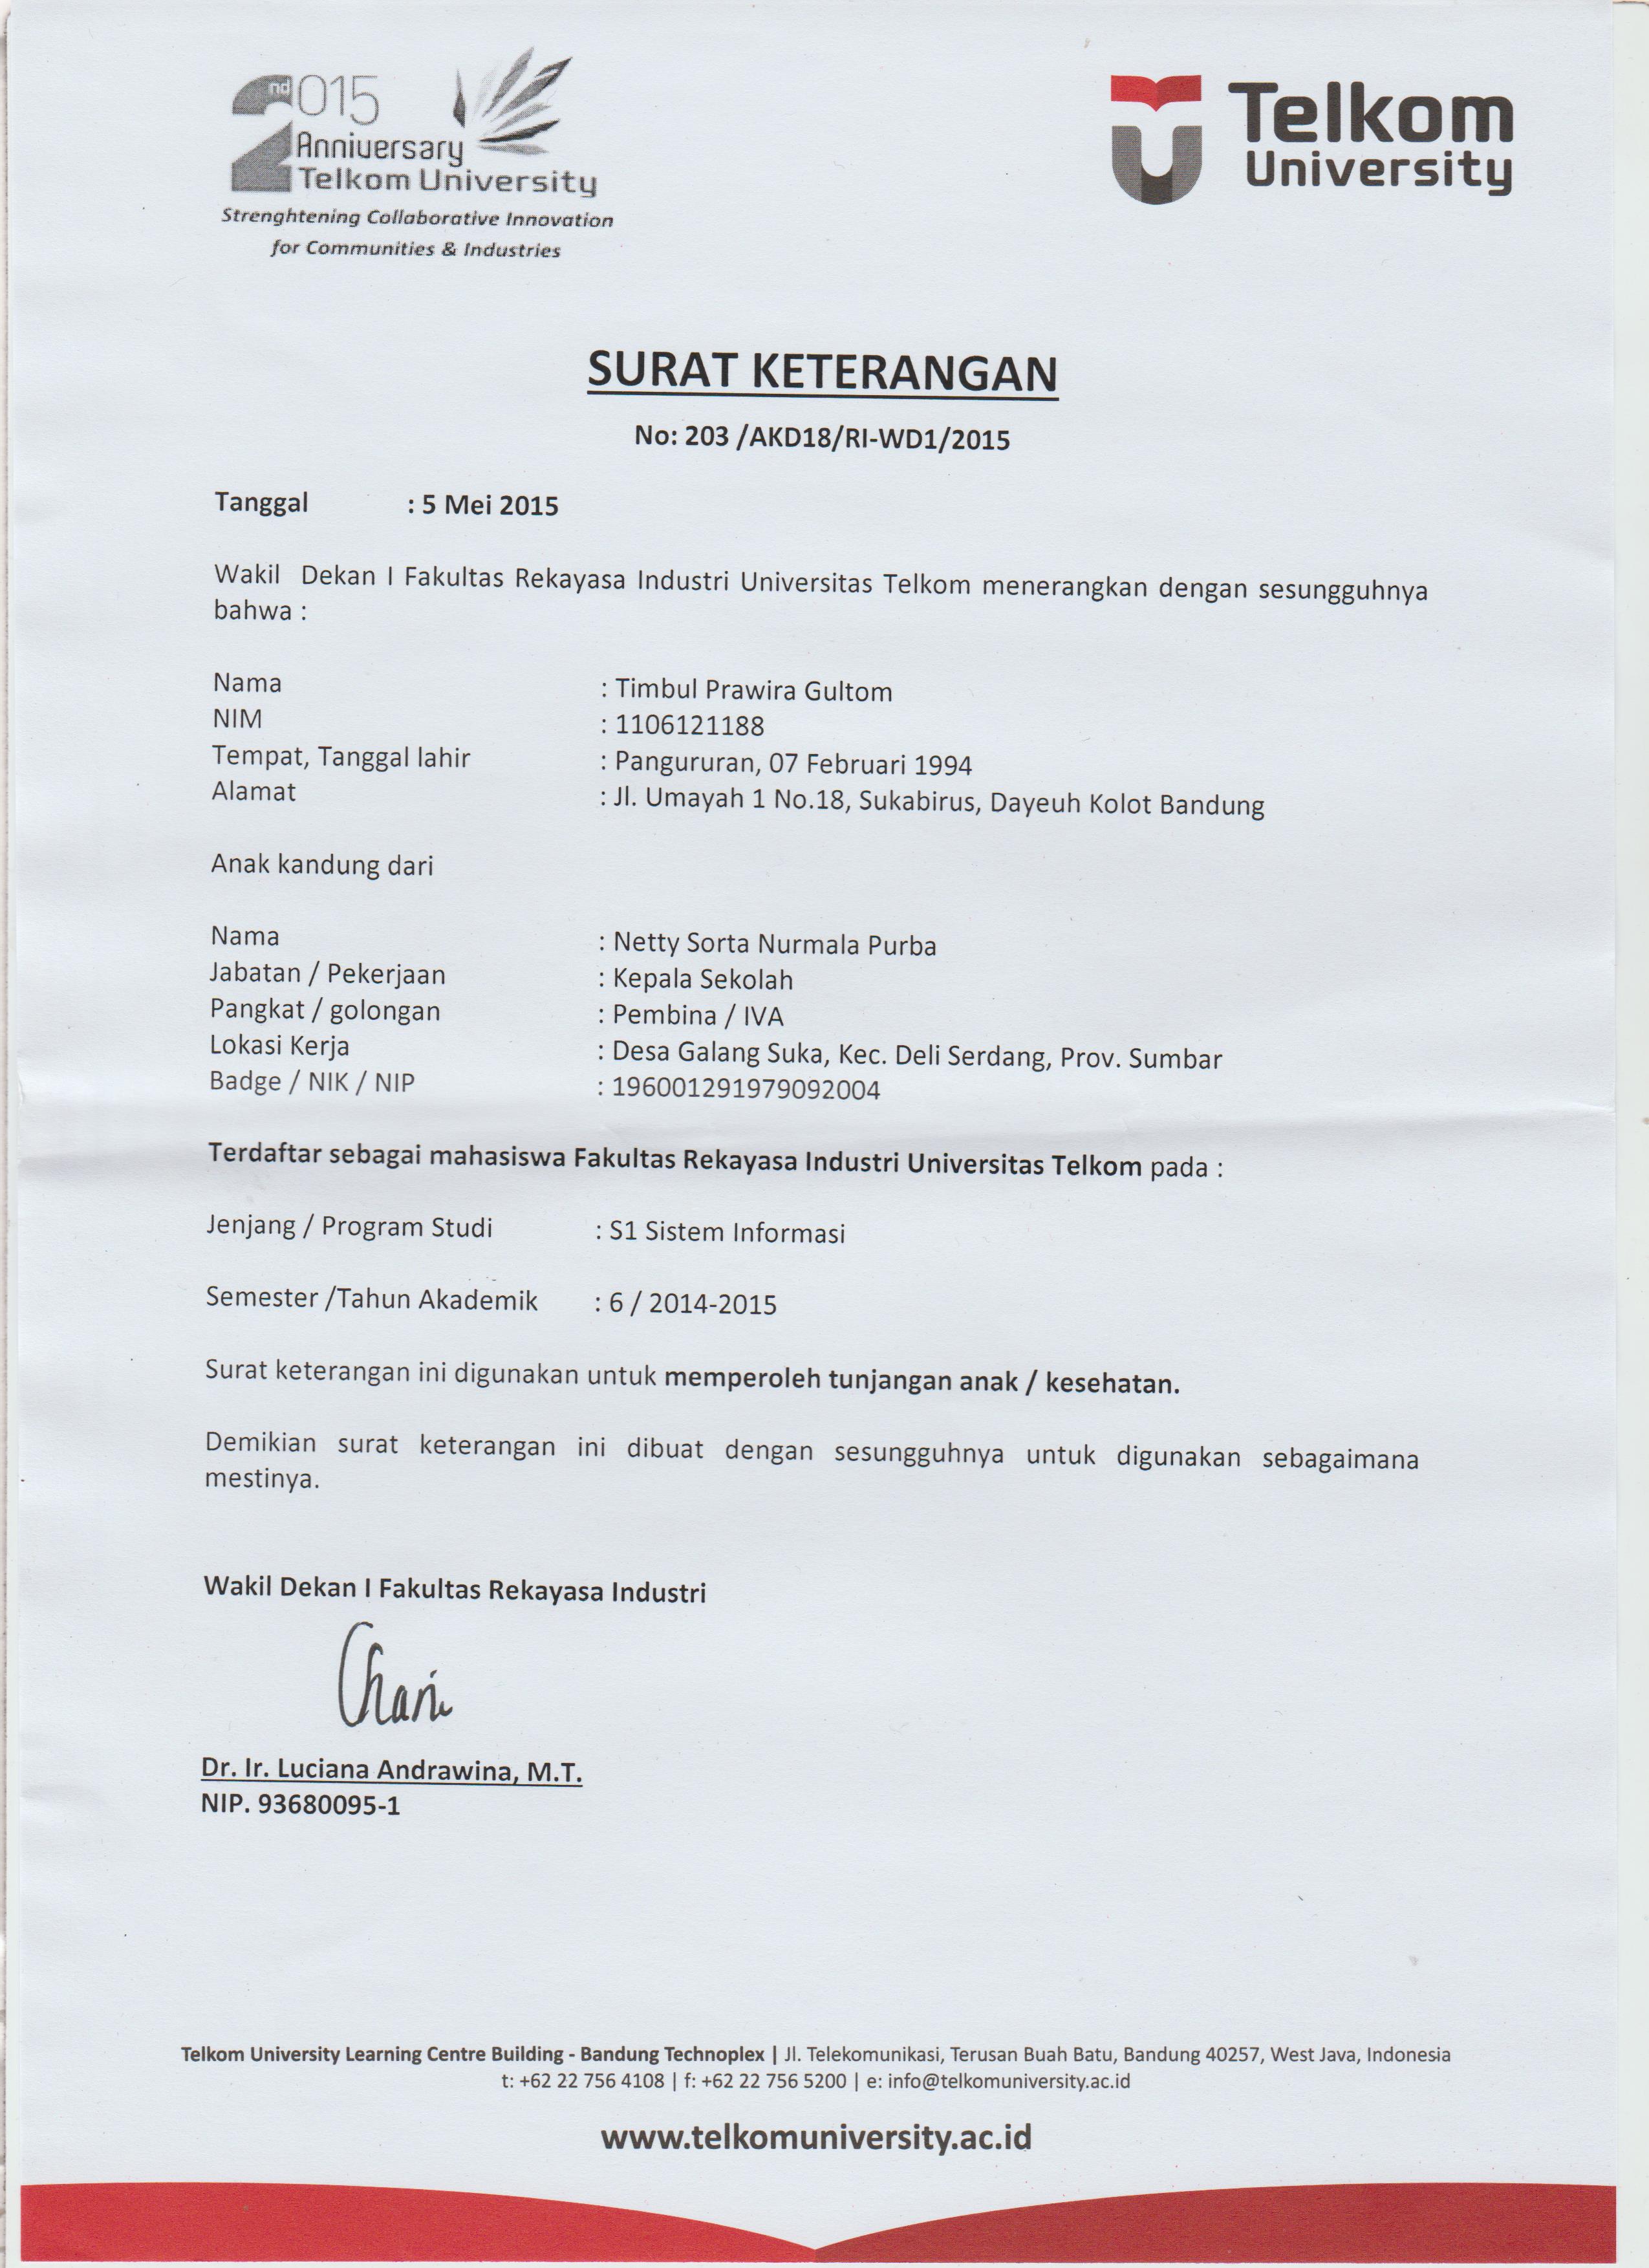 2nd 015
Anniversary
Telkom University
Strenghtening Collaborative Innovation
for Communities & Industries
Telkom
University
SURAT KETERANGAN
No: 203 /AKD18/RI-WD1/2015
Tanggal : 5 Mei 2015
Wakil Dekan I Fakultas Rekayasa Industri Universitas Telkom menerangkan dengan sesungguhnya
bahwa :
Nama : Timbul Prawira Gultom
NIM : 1106121188
Tempat, Tanggal lahir : Pangururan, 07 Februari 1994
Alamat : Jl. Umayah 1 No.18, Sukabirus, Dayeuh Kolot Bandung
Anak kandung dari
Nama : Netty Sorta Nurmala Purba
Jabatan / Pekerjaan : Kepala Sekolah
Pangkat / golongan : Pembina / IVA
Lokasi Kerja : Desa Galang Suka, Kec. Deli Serdang, Prov. Sumbar
Badge / NIK / NIP : 196001291979092004
Terdaftar sebagai mahasiswa Fakultas Rekayasa Industri Universitas Telkom pada :
Jenjang / Program Studi : S1 Sistem Informasi
Semester /Tahun Akademik : 6 / 2014-2015
Surat keterangan ini digunakan untuk memperoleh tunjangan anak / kesehatan.
Demikian surat keterangan ini dibuat dengan sesungguhnya untuk digunakan sebagaimana
mestinya.
Wakil Dekan I Fakultas Rekayasa Industri
Dr. Ir. Luciana Andrawina, M.T.
NIP. 93680095-1
Telkom University Learning Centre Building - Bandung Technoplex | Jl. Telekomunikasi, Terusan Buah Batu, Bandung 40257, West Java, Indonesia
t: +62 22 756 4108 | f: +62 22 756 5200 | e: info@telkomuniversity.ac.id
www.telkomuniversity.ac.id